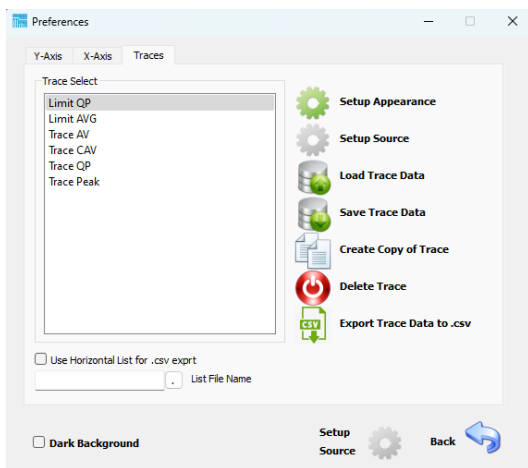 Preferences
Y-Axis X-Axis Traces
Trace Select
Limit QP
Limit AVG
Trace AV
Trace CAV
Trace QP
Trace Peak
Setup Appearance
Setup Source
Load Trace Data
Save Trace Data
Create Copy of Trace
Delete Trace
CSV Export Trace Data to .csv
Use Horizontal List for .csv exprt
. List File Name
Dark Background
Setup
Source
Back